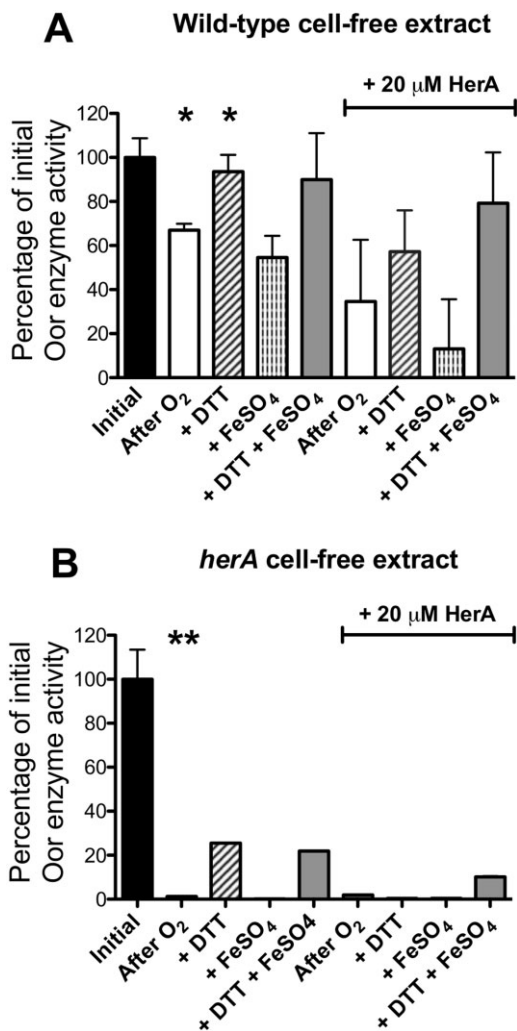 A Wild-type cell-free extract
+ 20 μM HerA
Percentage of initial
Oor enzyme activity
120
100
80
60
40
20
0
* *
Initial
After O₂
+ DTT
+ FeSO₄
+ DTT + FeSO₄
After O₂
+ DTT
+ FeSO₄
+ DTT + FeSO₄
B herA cell-free extract
+ 20 μM HerA
Percentage of initial
Oor enzyme activity
120
100
80
60
40
20
0
**
Initial
After O₂
+ DTT
+ FeSO₄
+ DTT + FeSO4
After O₂
+ DTT
+ FeSO₄
+ DTT + FeSO₄